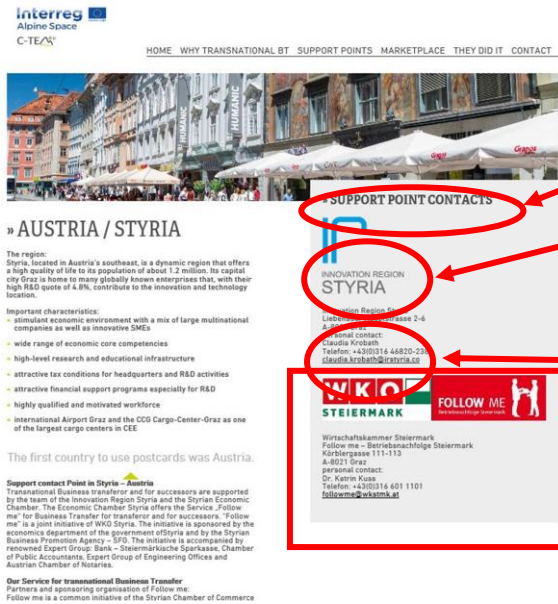 Interreg
Alpine Space
C-TEMAlp
HOME WHY TRANSNATIONAL BT SUPPORT POINTS MARKETPLACE THEY DID IT CONTACT
HUMANIC
HUMANIC
Grapos
» SUPPORT POINT CONTACTS
» AUSTRIA / STYRIA
The region:
Styria, located in Austria's southeast, is a dynamic region that offers
a high quality of life to its population of about 1.2 million. Its capital
city Graz is home to many globally known enterprises that, with their
high R&D quote of 4.8%, contribute to the innovation and technology
location.
Important characteristics:
stimulant economic environment with a mix of large multinational
companies as well as innovative SMEs
wide range of economic core competencies
high-level research and educational infrastructure
attractive tax conditions for headquarters and R&D activities
attractive financial support programs especially for R&D
highly qualified and motivated workforce
international Airport Graz and the CCG Cargo-Center-Graz as one
of the largest cargo centers in CEE
The first country to use postcards was Austria.
Support contact Point in Styria – Austria
Transnational Business transferor and for successors are supported
by the team of the Innovation Region Styria and the Styrian Economic
Chamber. The Economic Chamber Styria offers the Service „Follow
me" for Business Transfer for transferor and for successors. "Follow
me" is a joint initiative of WKO Styria. The initiative is sponsored by the
economics department of the government ofStyria and by the Styrian
Business Promotion Agency – SFG. The initiative is accompanied by
renowned Expert Group: Bank – Steiermärkische Sparkasse, Chamber
of Public Accountants, Expert Group of Engineering Offices and
Austrian Chamber of Notaries.
Our Service for transnational Business Transfer
Partners and sponsoring organisation of Follow me:
Follow me is a common initiative of the Styrian Chamber of Commerce
INNOVATION REGION
STYRIA
Innovation Region
2-6
Graz
personal contact:
Claudia Krobath
Telefon: +43(0)316 46820-
claudia.krobath@irstyria.co
WKO
STEIERMARK
FOLLOW ME
Betriebsnachfolge Steiermark
Wirtschaftskammer Steiermark
Follow me – Betriebsnachfolge Steiermark
Körblergasse 111-113
A-8021 Graz
personal contact:
Dr. Katrin Kuss
Telefon: +43(0)316 601 1101
followme@wkstmk.at